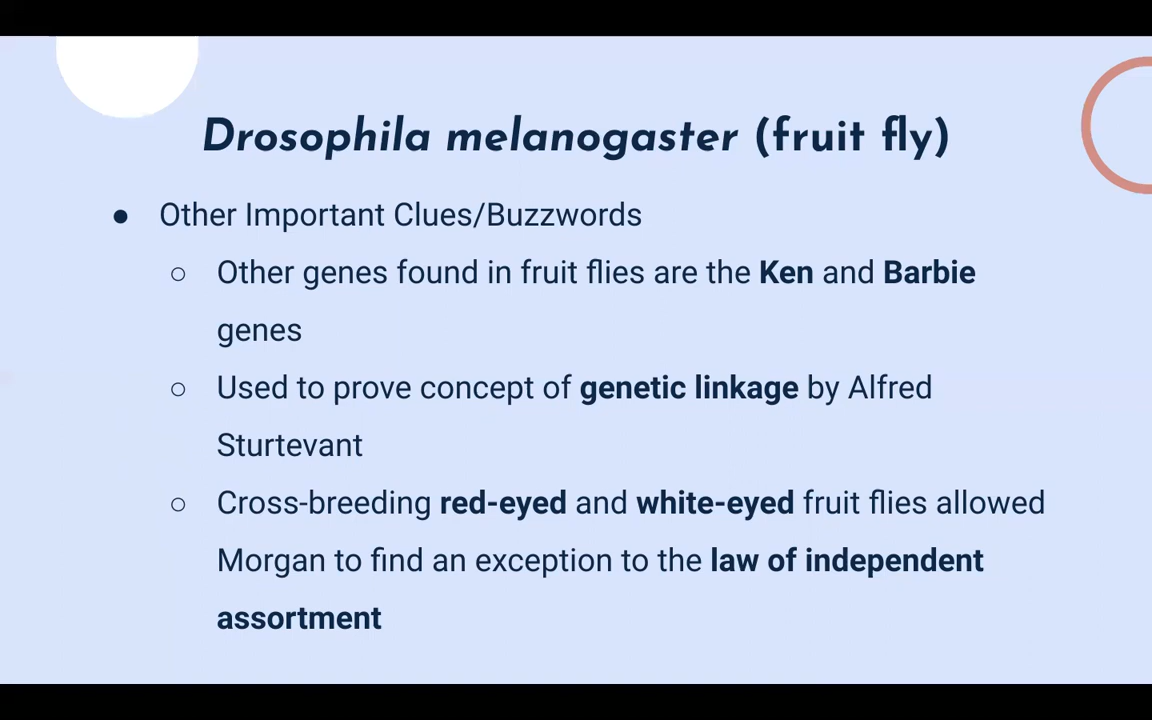 Drosophila melanogaster (fruit fly)
● Other Important Clues/Buzzwords
○ Other genes found in fruit flies are the Ken and Barbie
genes
○ Used to prove concept of genetic linkage by Alfred
Sturtevant
○ Cross-breeding red-eyed and white-eyed fruit flies allowed
Morgan to find an exception to the law of independent
assortment